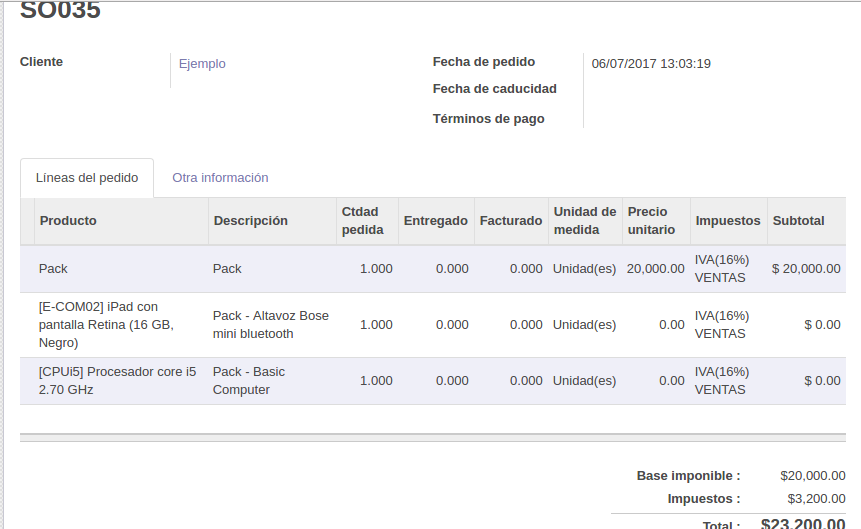 SO035
Cliente
Ejemplo
Fecha de pedido
06/07/2017 13:03:19
Fecha de caducidad
Términos de pago
Líneas del pedido
Otra información
Producto
Descripción
Ctdad
pedida
Entregado
Facturado
Unidad de
medida
Precio
unitario
Impuestos
Subtotal
Pack
Pack
1.000
0.000
0.000
Unidad(es)
20,000.00
IVA(16%)
VENTAS
$ 20,000.00
[E-COM02] iPad con
pantalla Retina (16 GB,
Negro)
Pack - Altavoz Bose
mini bluetooth
1.000
0.000
0.000
Unidad(es)
0.00
IVA(16%)
VENTAS
$ 0.00
[CPUi5] Procesador core i5
2.70 GHz
Pack - Basic
Computer
1.000
0.000
0.000
Unidad(es)
0.00
IVA(16%)
VENTAS
$ 0.00
Base imponible :
$20,000.00
Impuestos :
$3,200.00
Total :
$23,200.00